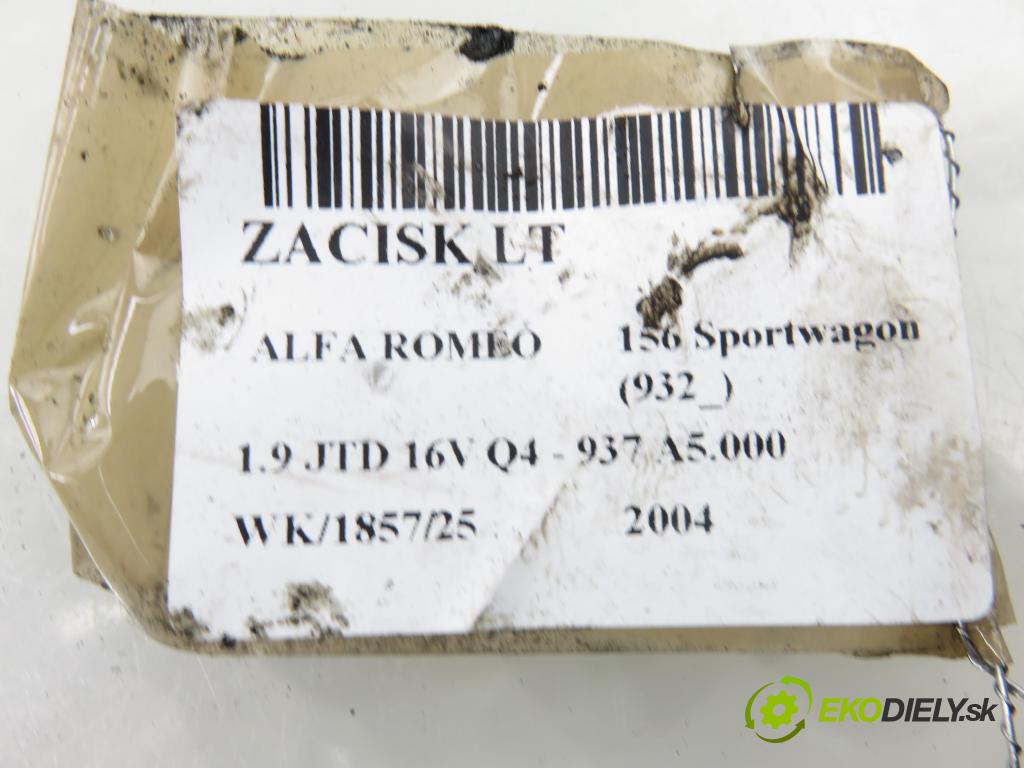 ZACISK LT
ALFA ROMEO 156 Sportwagon
(932_)
1.9 JTD 16V Q4 - 937 A5.000
WK/1857/25 2004
EKODIELY.sk